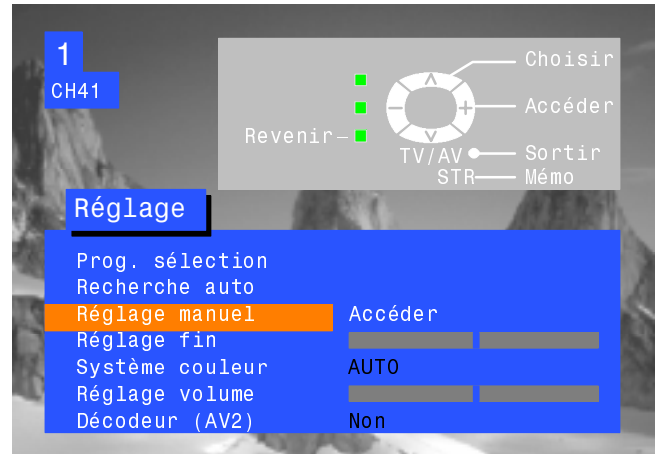 1
CH41
Choisir
Accéder
Revenir
TV/AV Sortir
STR Mémo
Réglage
Prog. sélection
Recherche auto
Réglage manuel Accéder
Réglage fin
Système couleur AUTO
Réglage volume
Décodeur (AV2) Non